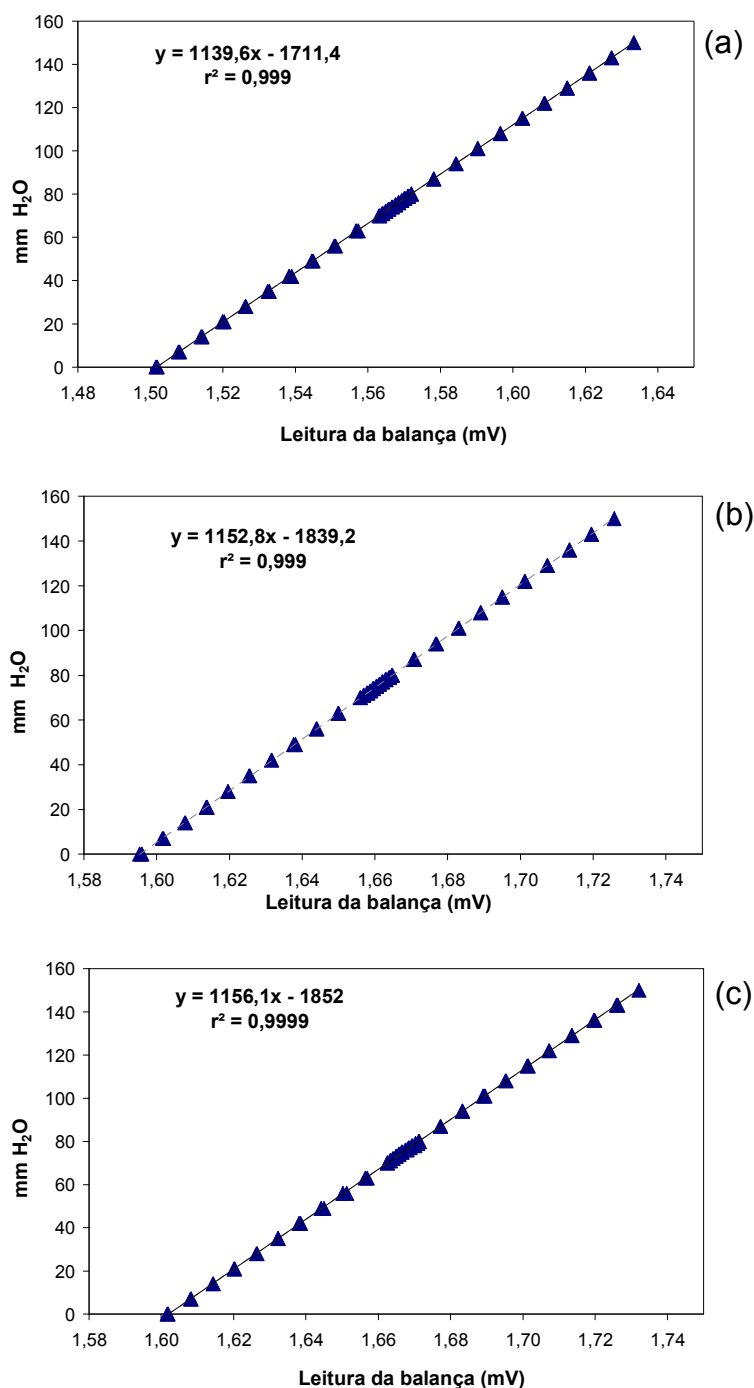 160
140
120
100
80
60
40
20
0
mm H₂O
y = 1139,6x - 1711,4
r² = 0,999
(a)
1,48 1,50 1,52 1,54 1,56 1,58 1,60 1,62 1,64
Leitura da balança (mV)
160
140
120
100
80
60
40
20
0
mm H₂O
y = 1152,8x - 1839,2
r² = 0,999
(b)
1,58 1,60 1,62 1,64 1,66 1,68 1,70 1,72 1,74
Leitura da balança (mV)
160
140
120
100
80
60
40
20
0
mm H₂O
y = 1156,1x - 1852
r² = 0,9999
(c)
1,58 1,60 1,62 1,64 1,66 1,68 1,70 1,72 1,74
Leitura da balança (mV)